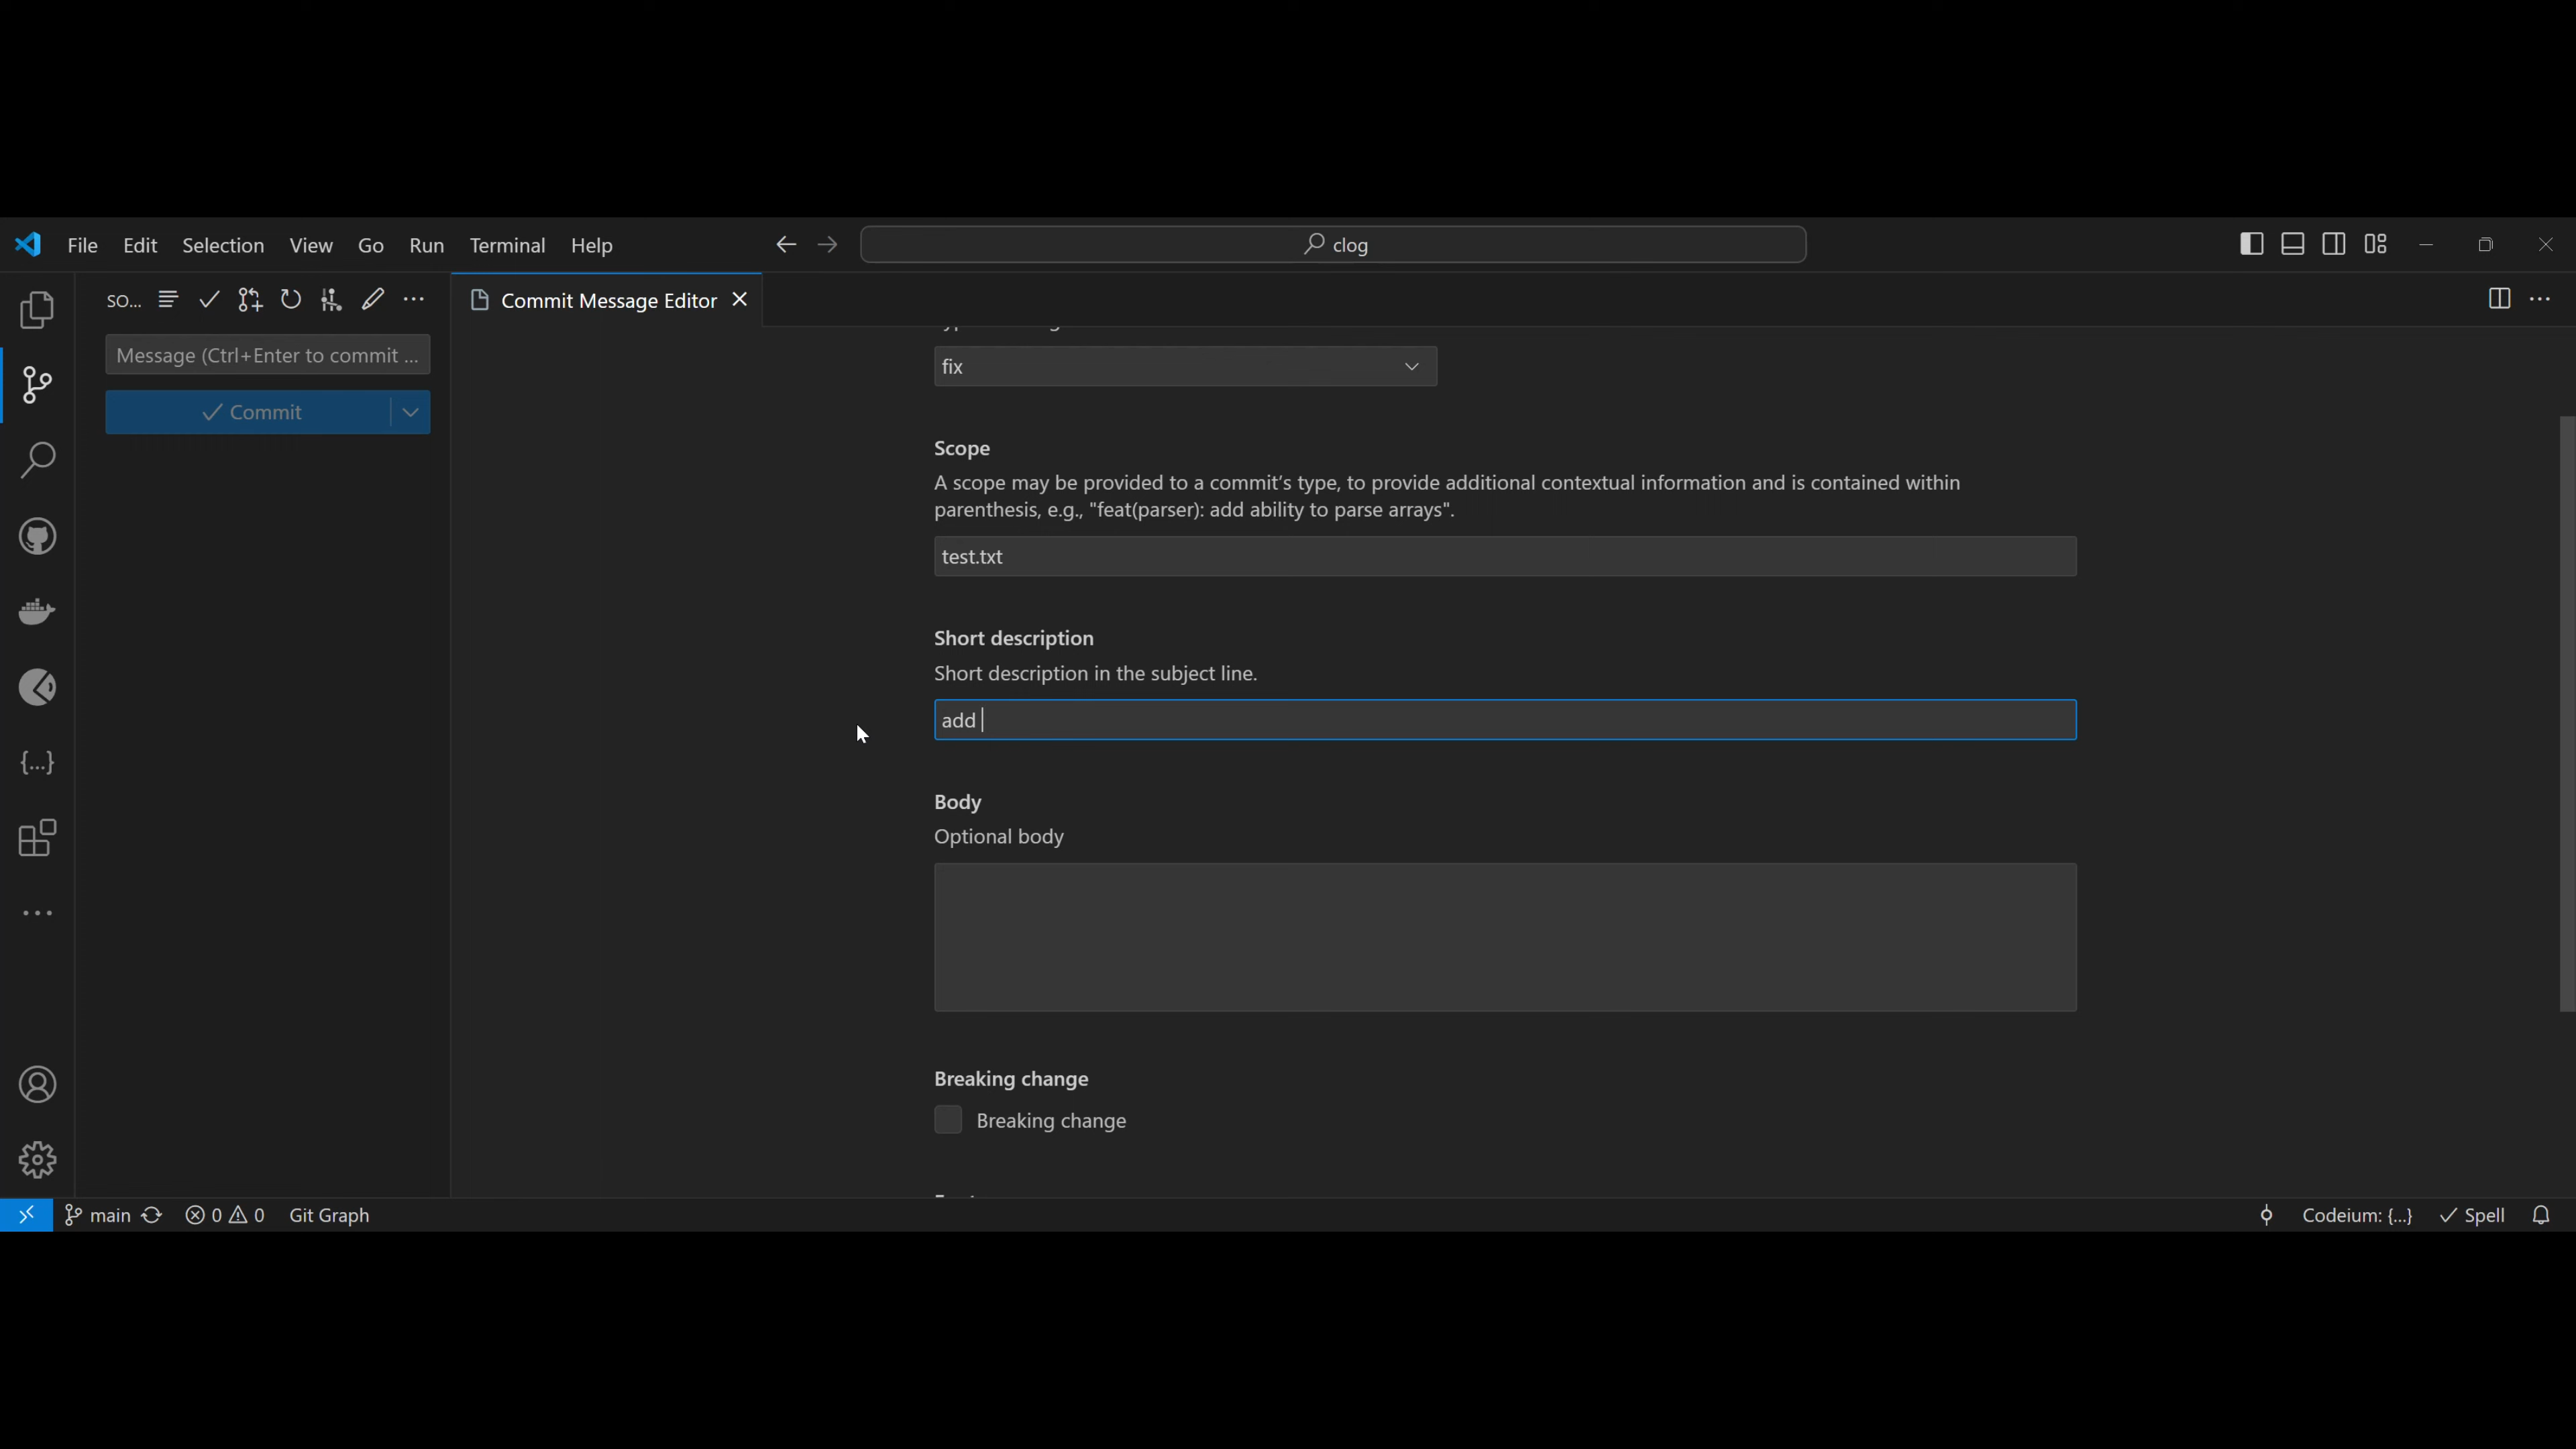 File Edit Selection View Go Run Terminal Help
clog
SO...
Commit Message Editor
Message (Ctrl+Enter to commit ...
Commit
fix
Scope
A scope may be provided to a commit's type, to provide additional contextual information and is contained within
parenthesis, e.g., "feat(parser): add ability to parse arrays".
test.txt
Short description
Short description in the subject line.
add
Body
Optional body
Breaking change
Breaking change
main 0 0 Git Graph
Codeium: {...} Spell